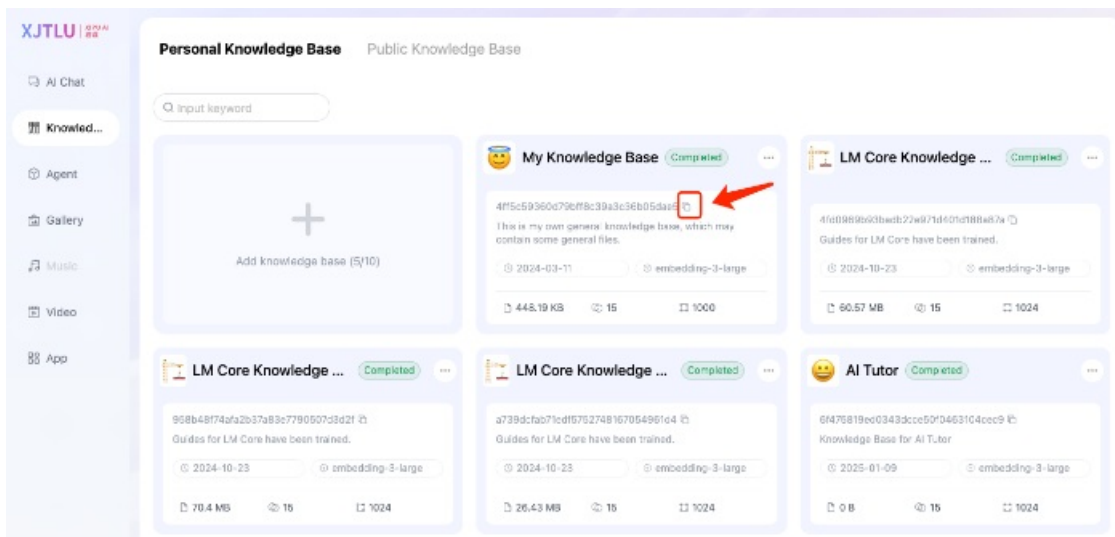 XJTLU
Personal Knowledge Base Public Knowledge Base
AI Chat
Knowled...
Agent
Gallery
Music
Video
App
Input keyword
Add knowledge base (5/10)
My Knowledge Base Completed
This is my own general knowledge base, which may
contain some general files.
2024-03-11 embedding-3-large
448.19 KB 15 1000
LM Core Knowledge ... Completed
Guides for LM Core have been trained.
2024-10-23 embedding-3-large
60.57 MB 15 1024
LM Core Knowledge ... Completed
Guides for LM Core have been trained.
2024-10-23 embedding-3-large
70.4 MB 15 1024
LM Core Knowledge ... Completed
Guides for LM Core have been trained.
2024-10-23 embedding-3-large
26.43 MB 15 1024
AI Tutor Completed
Knowledge Base for AI Tutor
2025-01-09 embedding-3-large
0 B 15 1024